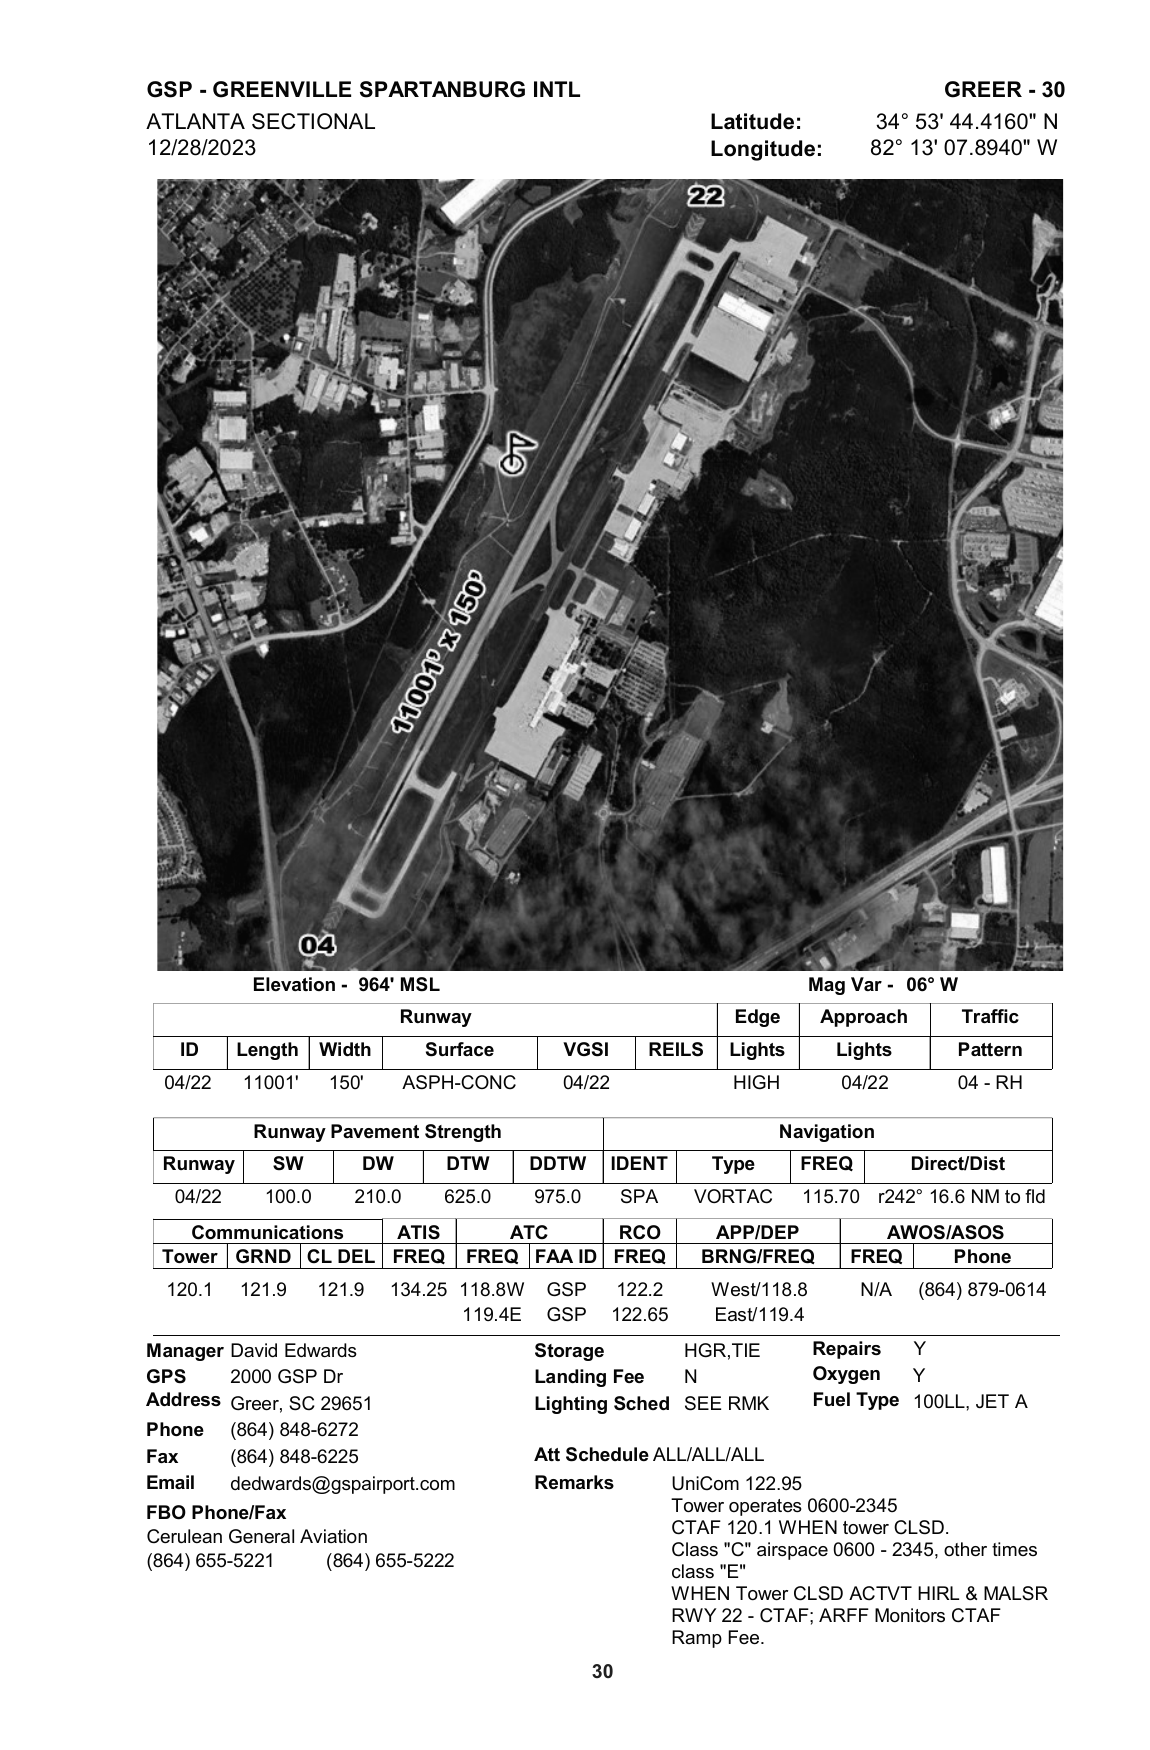 GSP - GREENVILLE SPARTANBURG INTL GREER - 30
ATLANTA SECTIONAL Latitude: 34° 53' 44.4160" N
12/28/2023 Longitude: 82° 13' 07.8940" W
22
11001' x 150'
04
Elevation - 964' MSL Mag Var - 06° W
Runway Edge Approach Traffic
ID Length Width Surface VGSI REILS Lights Lights Pattern
04/22 11001' 150' ASPH-CONC 04/22 HIGH 04/22 04 - RH
Runway Pavement Strength Navigation
Runway SW DW DTW DDTW IDENT Type FREQ Direct/Dist
04/22 100.0 210.0 625.0 975.0 SPA VORTAC 115.70 r242° 16.6 NM to fld
Communications ATIS ATC RCO APP/DEP AWOS/ASOS
Tower GRND CL DEL FREQ FREQ FAA ID FREQ BRNG/FREQ FREQ Phone
120.1 121.9 121.9 134.25 118.8W GSP 122.2 West/118.8 N/A (864) 879-0614
119.4E GSP 122.65 East/119.4
Manager David Edwards
GPS 2000 GSP Dr
Address Greer, SC 29651
Phone (864) 848-6272
Fax (864) 848-6225
Email dedwards@gspairport.com
FBO Phone/Fax
Cerulean General Aviation
(864) 655-5221 (864) 655-5222
Storage HGR,TIE
Landing Fee N
Lighting Sched SEE RMK
Repairs Y
Oxygen Y
Fuel Type 100LL, JET A
Att Schedule ALL/ALL/ALL
Remarks UniCom 122.95
Tower operates 0600-2345
CTAF 120.1 WHEN tower CLSD.
Class "C" airspace 0600 - 2345, other times
class "E"
WHEN Tower CLSD ACTVT HIRL & MALSR
RWY 22 - CTAF; ARFF Monitors CTAF
Ramp Fee.
30